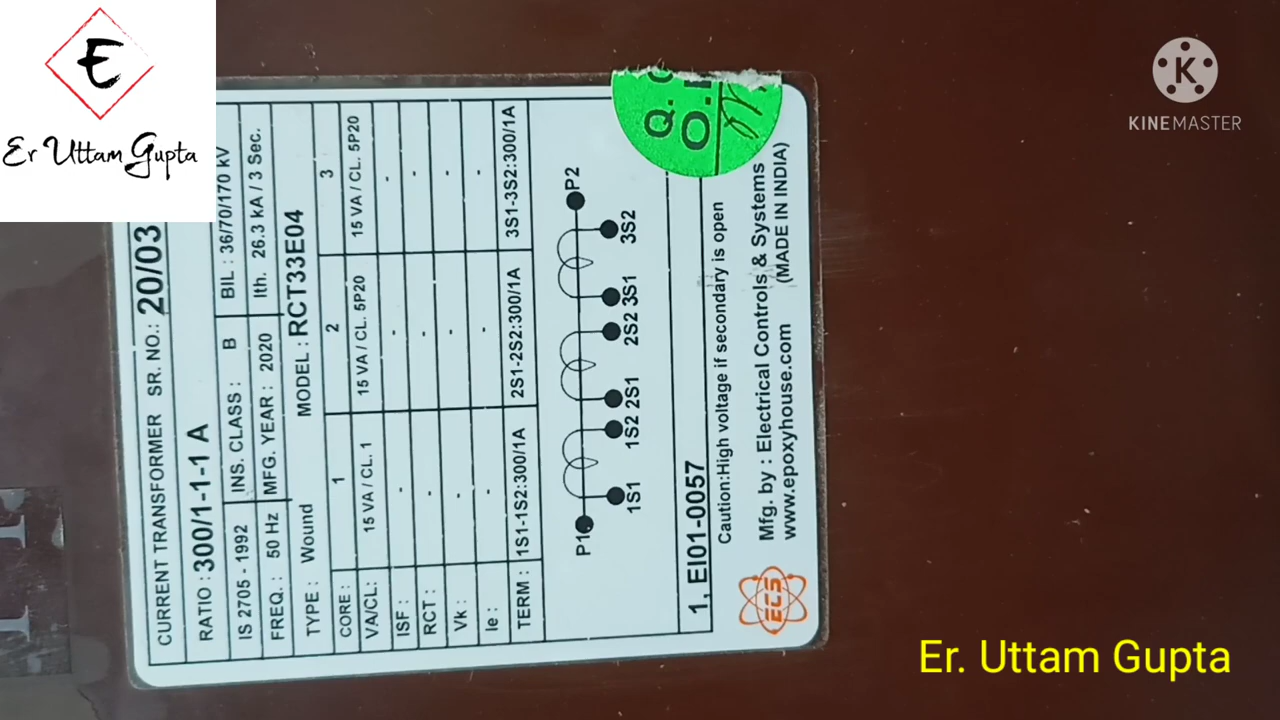 E
Er Uttam Gupta
KINEMASTER
CURRENT TRANSFORMER SR. NO.: 20/03
RATIO : 300/1-1-1 A
IS 2705 - 1992 INS. CLASS : B BIL : 36/70/170 kV
FREQ. : 50 Hz MFG. YEAR : 2020 Ith. 26.3 kA / 3 Sec.
TYPE : Wound MODEL : RCT33E04
CORE : 1 2 3
VA/CL: 15 VA / CL. 1 15 VA / CL. 5P20 15 VA / CL. 5P20
ISF : - - -
RCT : - - -
Vk : - - -
Ie : - - -
TERM : 1S1-1S2:300/1A 2S1-2S2:300/1A 3S1-3S2:300/1A
P1 P2
1S1 1S2 2S1 2S2 3S1 3S2
1, EI01-0057
Caution:High voltage if secondary is open
Mfg. by : Electrical Controls & Systems
www.epoxyhouse.com (MADE IN INDIA)
ECS
Q.
O.
Er. Uttam Gupta